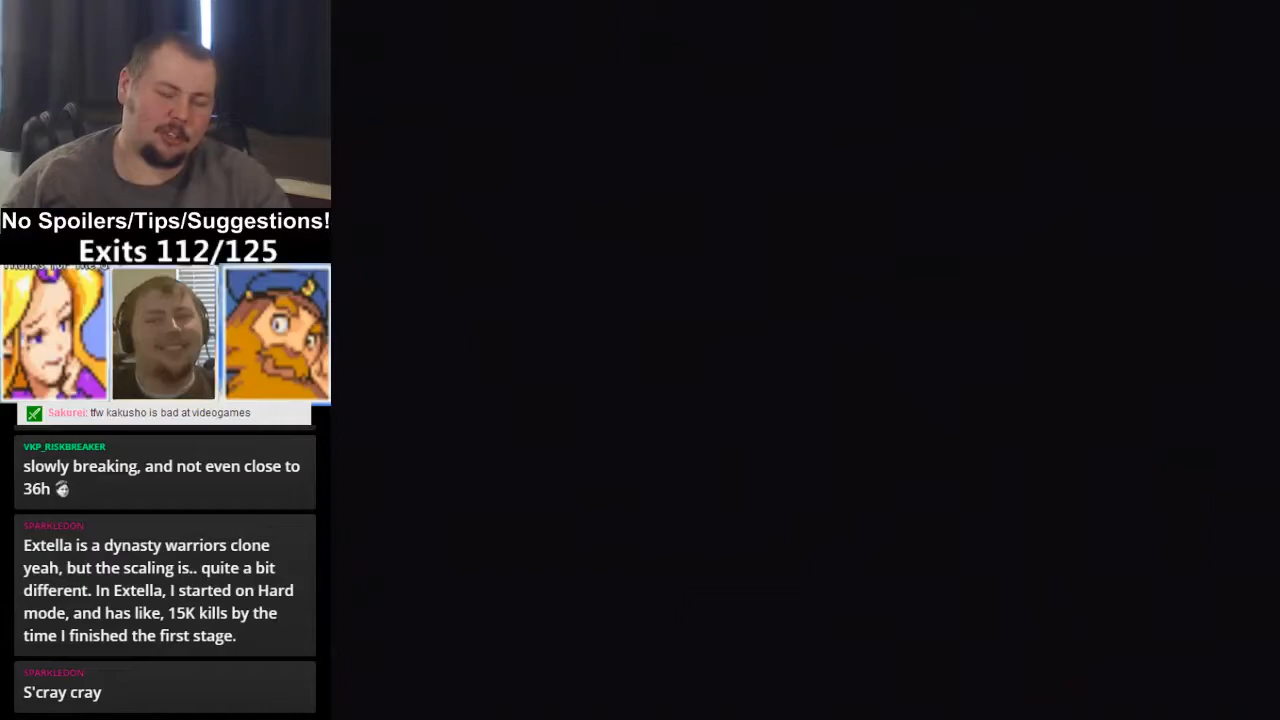 No Spoilers/Tips/Suggestions!
Exits 112/125
Sakurei: tfw kakusho is bad at videogames
VKP_RISKBREAKER
slowly breaking, and not even close to
36h
SPARKLEDON
Extella is a dynasty warriors clone
yeah, but the scaling is.. quite a bit
different. In Extella, I started on Hard
mode, and has like, 15K kills by the
time I finished the first stage.
SPARKLEDON
S'cray cray